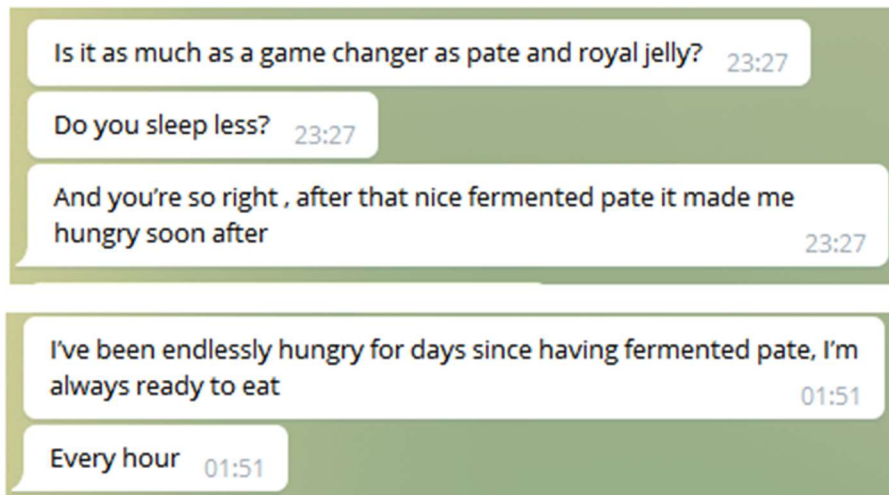 Is it as much as a game changer as pate and royal jelly? 23:27
Do you sleep less? 23:27
And you're so right , after that nice fermented pate it made me
hungry soon after 23:27
I've been endlessly hungry for days since having fermented pate, I'm
always ready to eat 01:51
Every hour 01:51